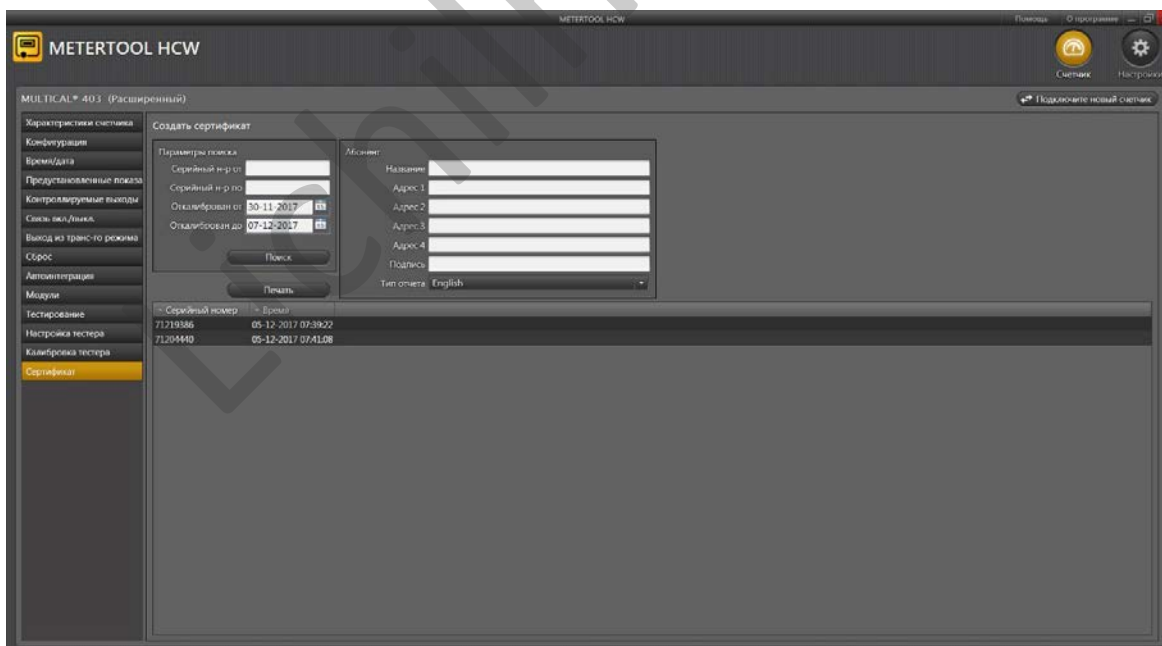 METERTOOL HCW
Помощь О программе
METERTOOL HCW
Счетчик
Настройки
MULTICAL® 403 (Расширенный)
Подключите новый счетчик
Характеристики счетчика
Конфигурация
Время/дата
Предустановленные показа
Контроллируемые выходы
Связь вкл./выкл.
Выход из транс-го режима
Сброс
Автоинтеграция
Модули
Тестирование
Настройка тестера
Калибровка тестера
Сертификат
Создать сертификат
Параметры поиска
Серийный н-р от
Серийный н-р по
Откалиброван от 30-11-2017
Откалиброван до 07-12-2017
Поиск
Печать
Абонент
Название
Адрес 1
Адрес 2
Адрес 3
Адрес 4
Подпись
Тип отчета English
Серийный номер Время
71219386 05-12-2017 07:39:22
71204440 05-12-2017 07:41:08